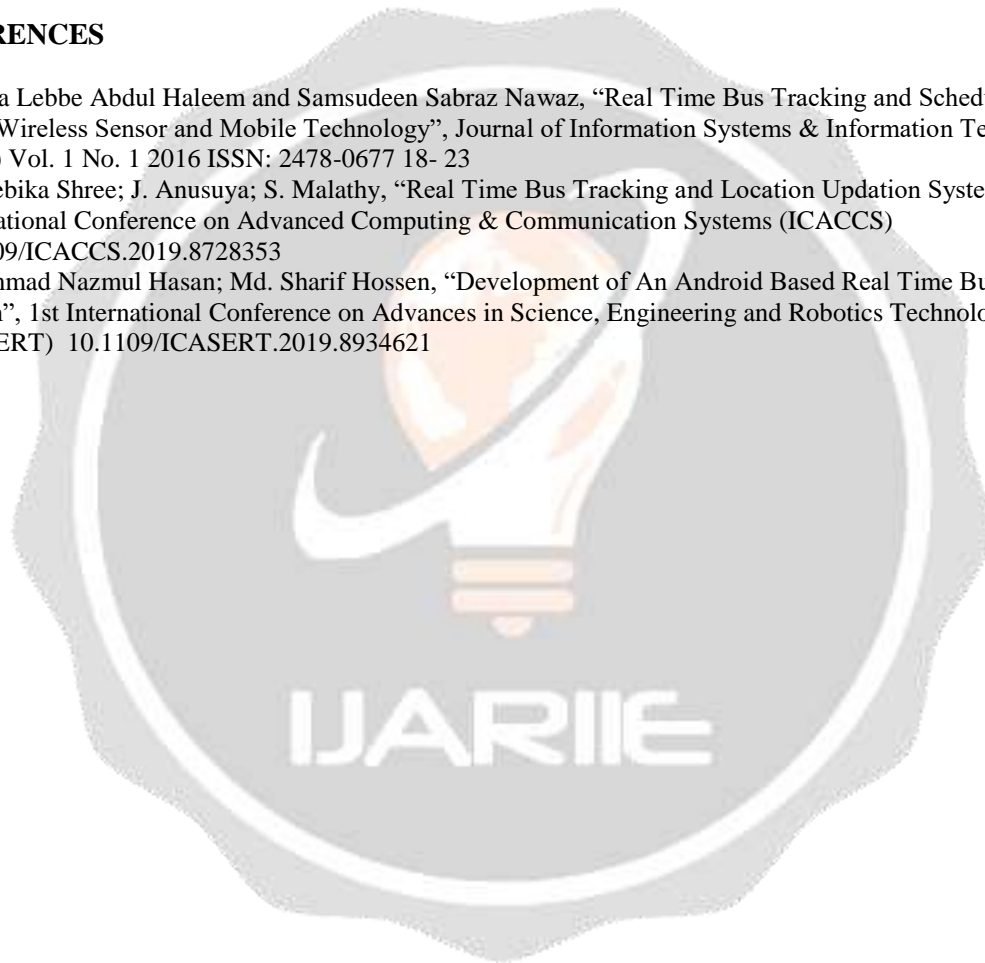 RENCES
a Lebbe Abdul Haleem and Samsudeen Sabraz Nawaz, “Real Time Bus Tracking and Sched
Wireless Sensor and Mobile Technology”, Journal of Information Systems & Information Te
) Vol. 1 No. 1 2016 ISSN: 2478-0677 18- 23
ebika Shree; J. Anusuya; S. Malathy, “Real Time Bus Tracking and Location Updation Syste
ational Conference on Advanced Computing & Communication Systems (ICACCS)
09/ICACCS.2019.8728353
mmad Nazmul Hasan; Md. Sharif Hossen, “Development of An Android Based Real Time Bu
”, 1st International Conference on Advances in Science, Engineering and Robotics Technolo
ERT) 10.1109/ICASERT.2019.8934621
IJARIIE